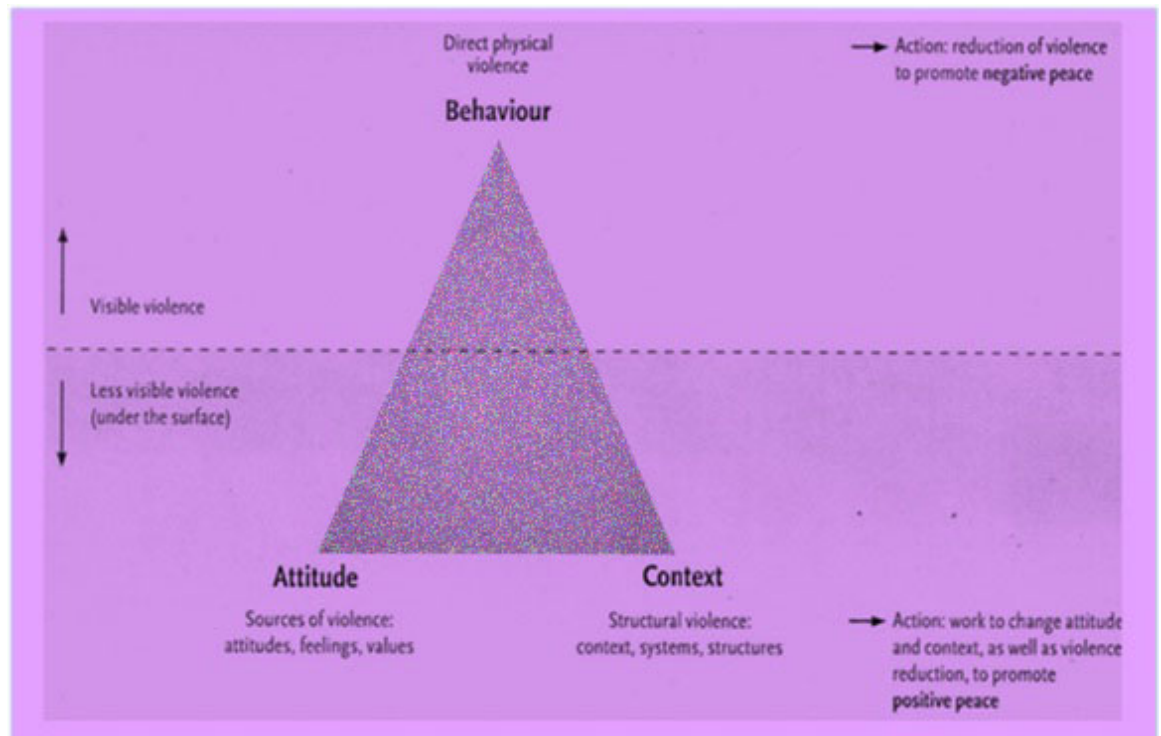 Direct physical
violence
Behaviour
→ Action: reduction of violence
to promote negative peace
Visible violence
Less visible violence
(under the surface)
Attitude
Sources of violence:
attitudes, feelings, values
Context
Structural violence:
context, systems, structures
→ Action: work to change attitude
and context, as well as violence
reduction, to promote
positive peace